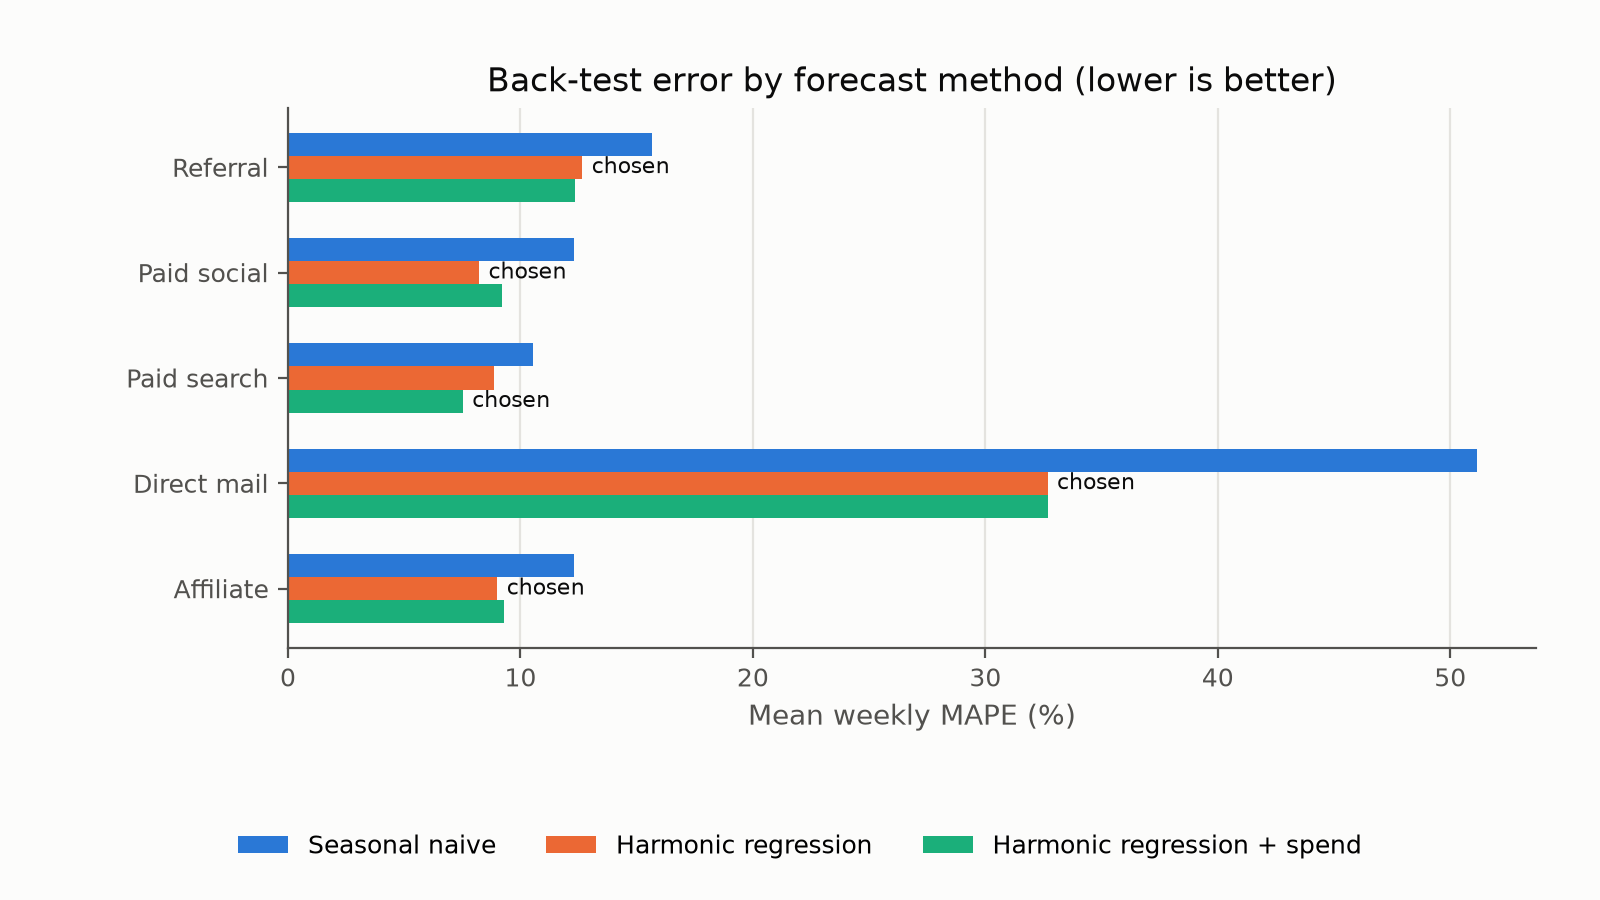 Back-test error by forecast method (lower is better)
Referral
chosen
Paid social
chosen
Paid search
chosen
Direct mail
chosen
Affiliate
chosen
0 10 20 30 40 50
Mean weekly MAPE (%)
Seasonal naive Harmonic regression Harmonic regression + spend